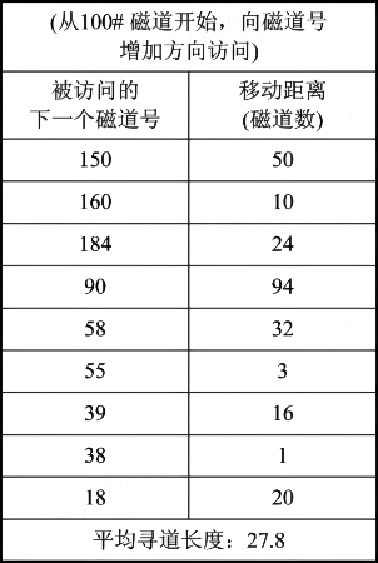 (从100# 磁道开始，向磁道号
增加方向访问)
被访问的
下一个磁道号
移动距离
(磁道数)
150 50
160 10
184 24
90 94
58 32
55 3
39 16
38 1
18 20
平均寻道长度：27.8